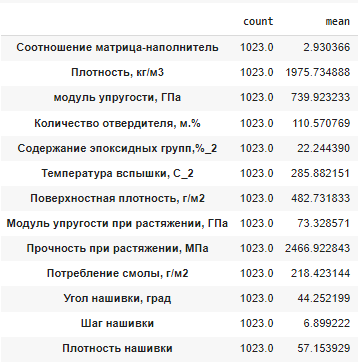 count mean
Соотношение матрица-наполнитель 1023.0 2.930366
Плотность, кг/м3 1023.0 1975.734888
модуль упругости, ГПа 1023.0 739.923233
Количество отвердителя, м.% 1023.0 110.570769
Содержание эпоксидных групп,%_2 1023.0 22.244390
Температура вспышки, С_2 1023.0 285.882151
Поверхностная плотность, г/м2 1023.0 482.731833
Модуль упругости при растяжении, ГПа 1023.0 73.328571
Прочность при растяжении, МПа 1023.0 2466.922843
Потребление смолы, г/м2 1023.0 218.423144
Угол нашивки, град 1023.0 44.252199
Шаг нашивки 1023.0 6.899222
Плотность нашивки 1023.0 57.153929